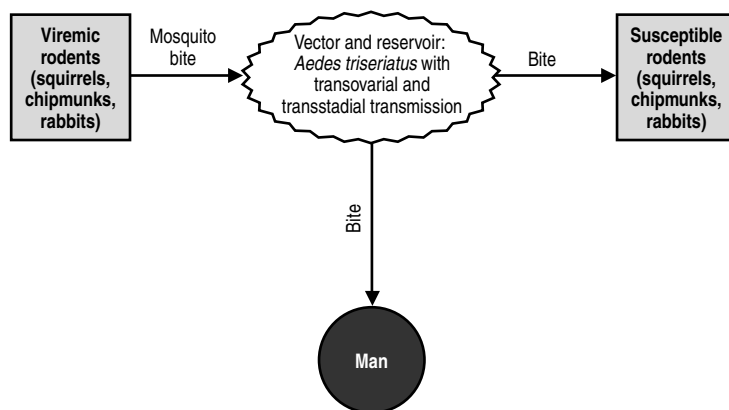 Viremic
rodents
(squirrels,
chipmunks,
rabbits)
Mosquito
bite
Vector and reservoir:
Aedes triseriatus with
transovarial and
transstadial transmission
Bite
Susceptible
rodents
(squirrels,
chipmunks,
rabbits)
Bite
Man